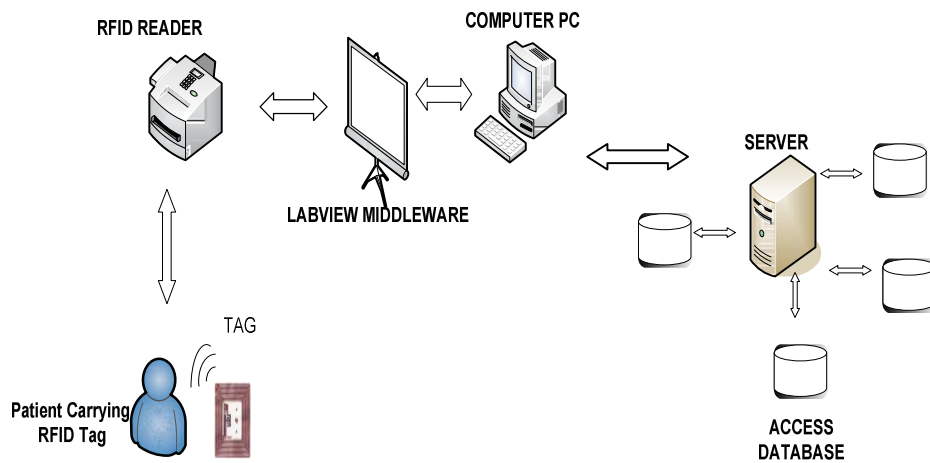 COMPUTER PC
RFID READER
SERVER
LABVIEW MIDDLEWARE
TAG
Patient Carrying
RFID Tag
ACCESS
DATABASE